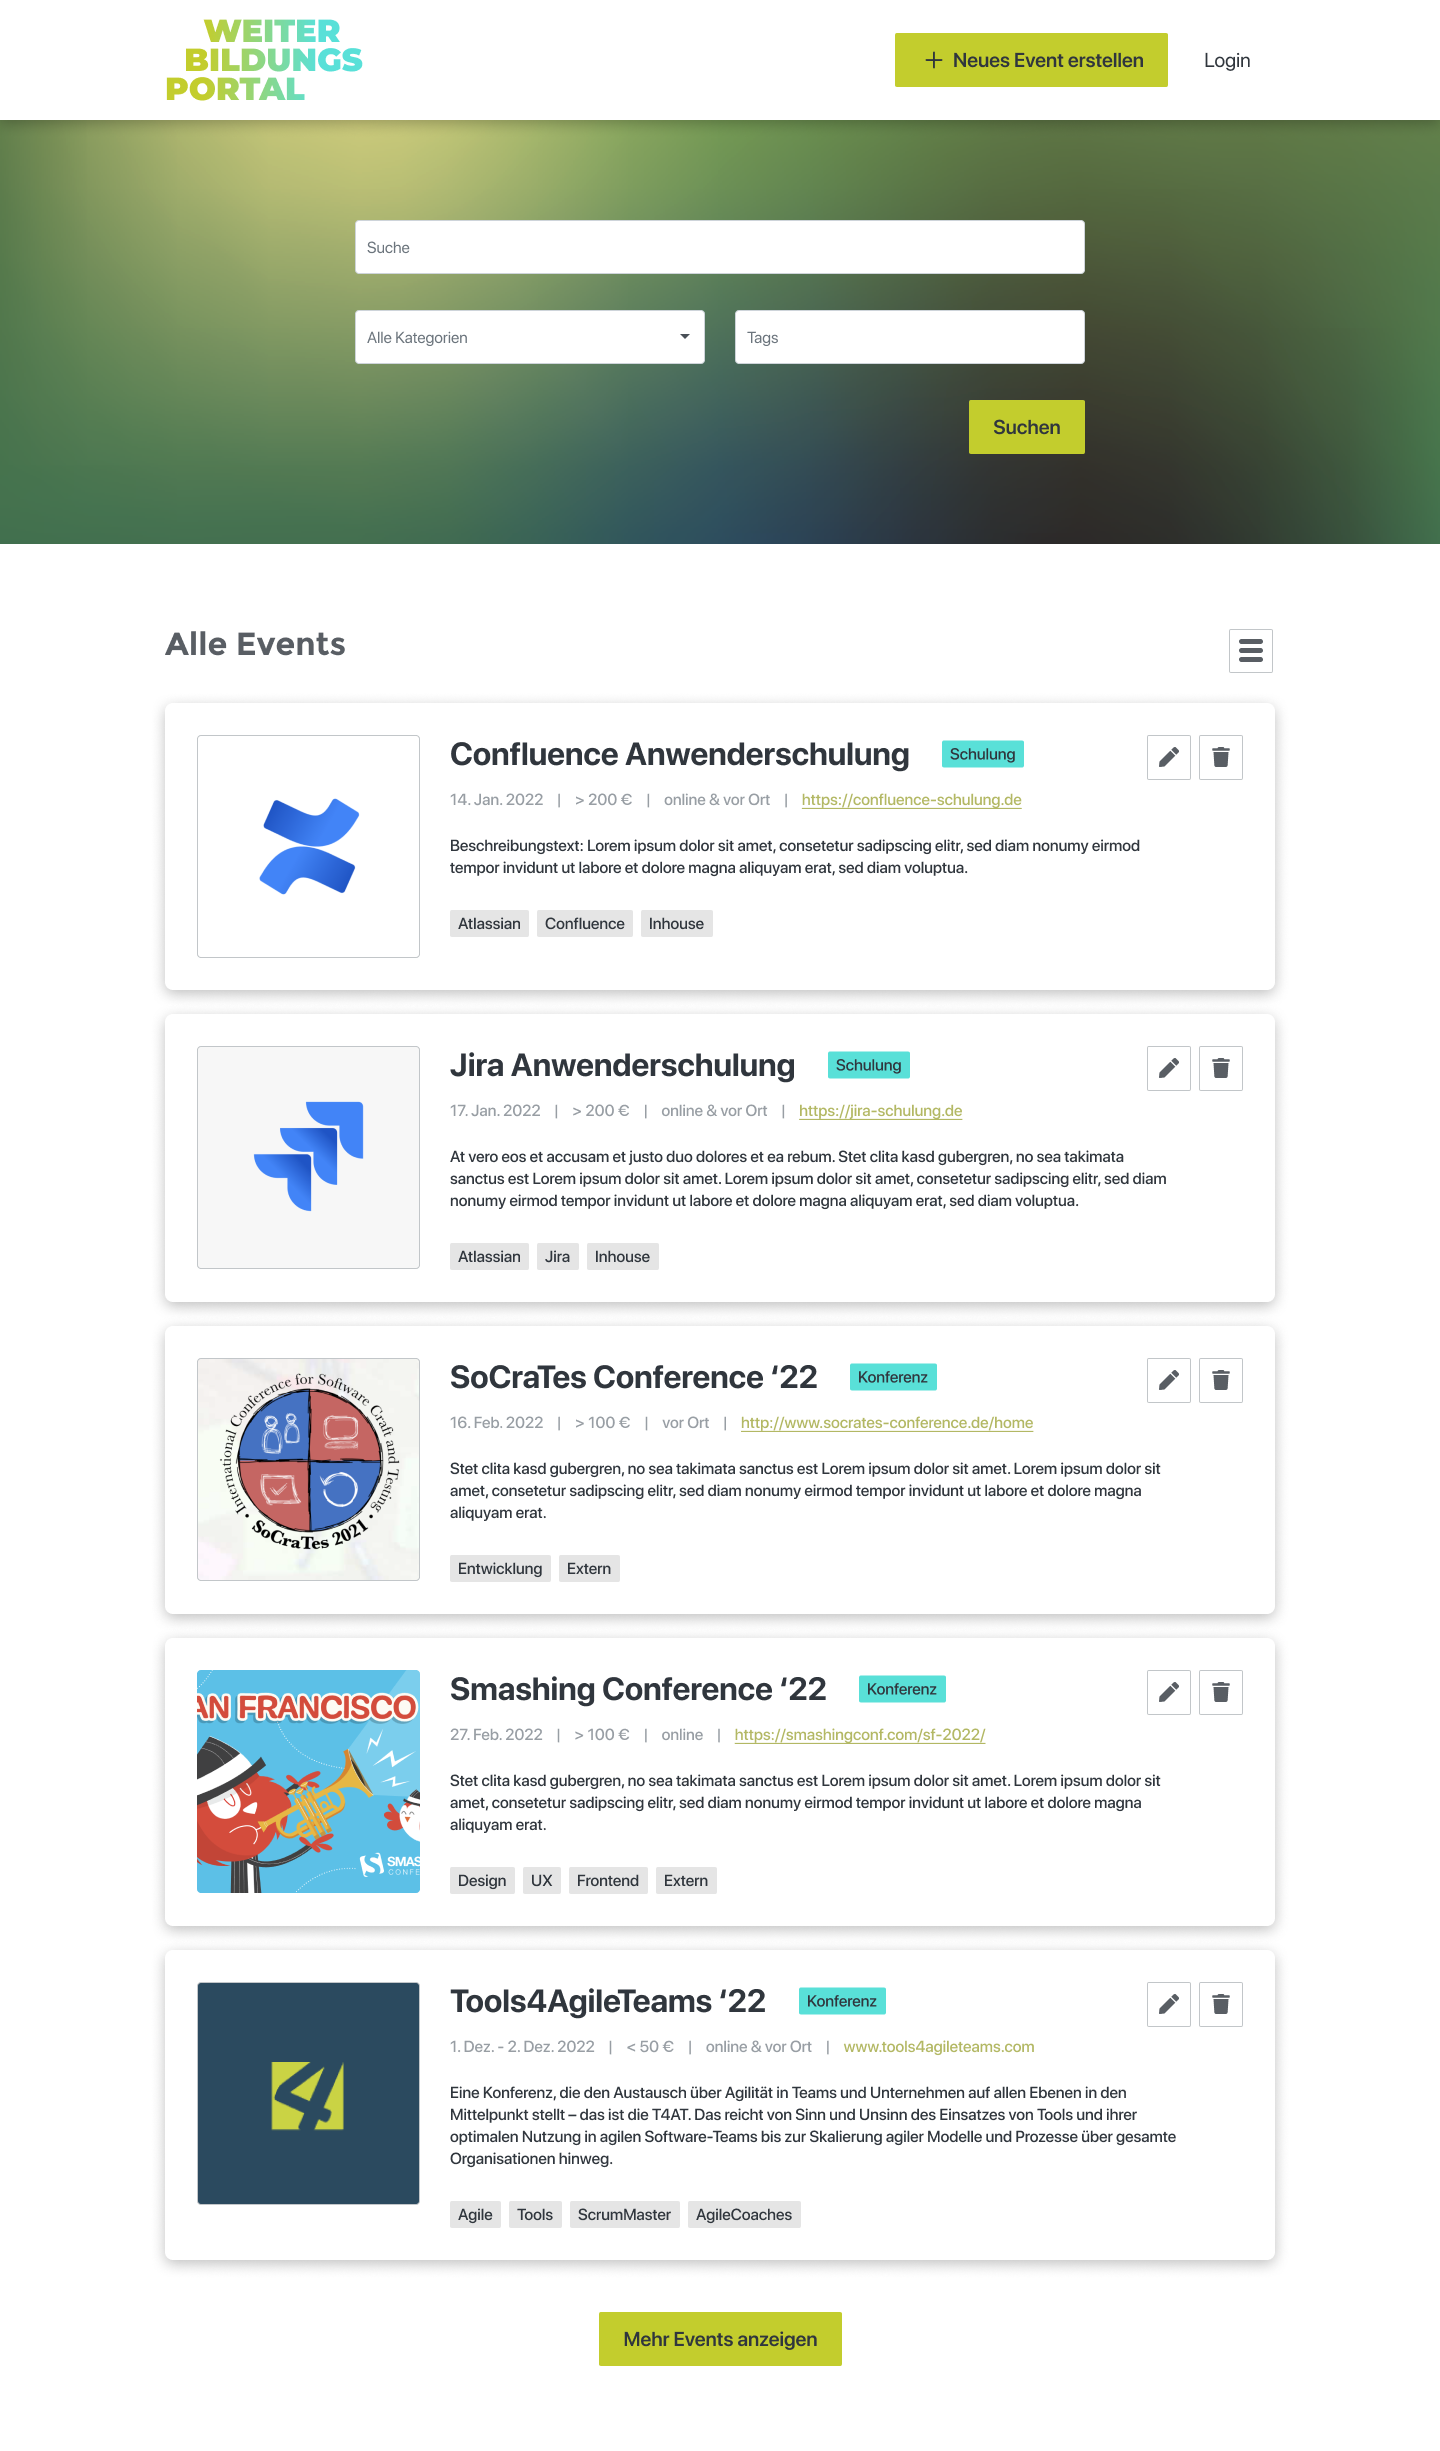 WEITER
BILDUNGS
PORTAL
Neues Event erstellen
Login
Suche
Alle Kategorien
Tags
Suchen
Alle Events
Confluence Anwenderschulung
Schulung
14. Jan. 2022 | > 200 € | online & vor Ort | https://confluence-schulung.de
Beschreibungstext: Lorem ipsum dolor sit amet, consetetur sadipscing elitr, sed diam nonumy eirmod
tempor invidunt ut labore et dolore magna aliquyam erat, sed diam voluptua.
Atlassian Confluence Inhouse
Jira Anwenderschulung
Schulung
17. Jan. 2022 | > 200 € | online & vor Ort | https://jira-schulung.de
At vero eos et accusam et justo duo dolores et ea rebum. Stet clita kasd gubergren, no sea takimata
sanctus est Lorem ipsum dolor sit amet. Lorem ipsum dolor sit amet, consetetur sadipscing elitr, sed diam
nonumy eirmod tempor invidunt ut labore et dolore magna aliquyam erat, sed diam voluptua.
Atlassian Jira Inhouse
International Conference for Software Craft and Testing
• SoCraTes 2021 •
SoCraTes Conference ‘22
Konferenz
16. Feb. 2022 | > 100 € | vor Ort | http://www.socrates-conference.de/home
Stet clita kasd gubergren, no sea takimata sanctus est Lorem ipsum dolor sit amet. Lorem ipsum dolor sit
amet, consetetur sadipscing elitr, sed diam nonumy eirmod tempor invidunt ut labore et dolore magna
aliquyam erat.
Entwicklung Extern
AN FRANCISCO
SMAS
CONFE
Smashing Conference ‘22
Konferenz
27. Feb. 2022 | > 100 € | online | https://smashingconf.com/sf-2022/
Stet clita kasd gubergren, no sea takimata sanctus est Lorem ipsum dolor sit amet. Lorem ipsum dolor sit
amet, consetetur sadipscing elitr, sed diam nonumy eirmod tempor invidunt ut labore et dolore magna
aliquyam erat.
Design UX Frontend Extern
4
Tools4AgileTeams ‘22
Konferenz
1. Dez. - 2. Dez. 2022 | < 50 € | online & vor Ort | www.tools4agileteams.com
Eine Konferenz, die den Austausch über Agilität in Teams und Unternehmen auf allen Ebenen in den
Mittelpunkt stellt – das ist die T4AT. Das reicht von Sinn und Unsinn des Einsatzes von Tools und ihrer
optimalen Nutzung in agilen Software-Teams bis zur Skalierung agiler Modelle und Prozesse über gesamte
Organisationen hinweg.
Agile Tools ScrumMaster AgileCoaches
Mehr Events anzeigen